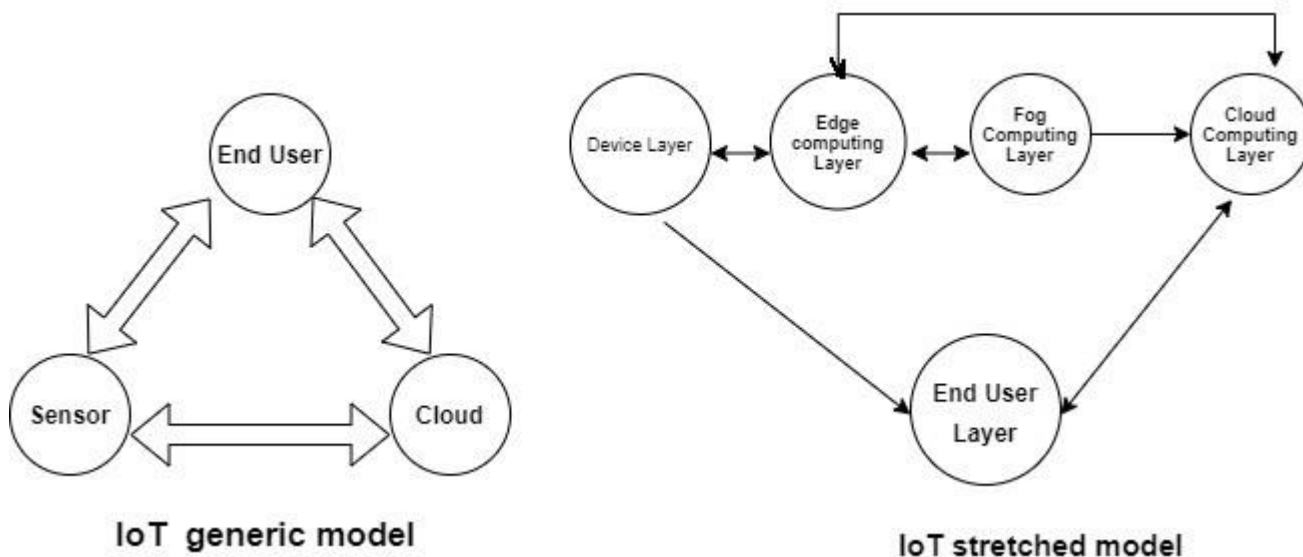 End User
Sensor
Cloud
IoT generic model
Device Layer
Edge
computing
Layer
Fog
Computing
Layer
Cloud
Computing
Layer
End User
Layer
IoT stretched model